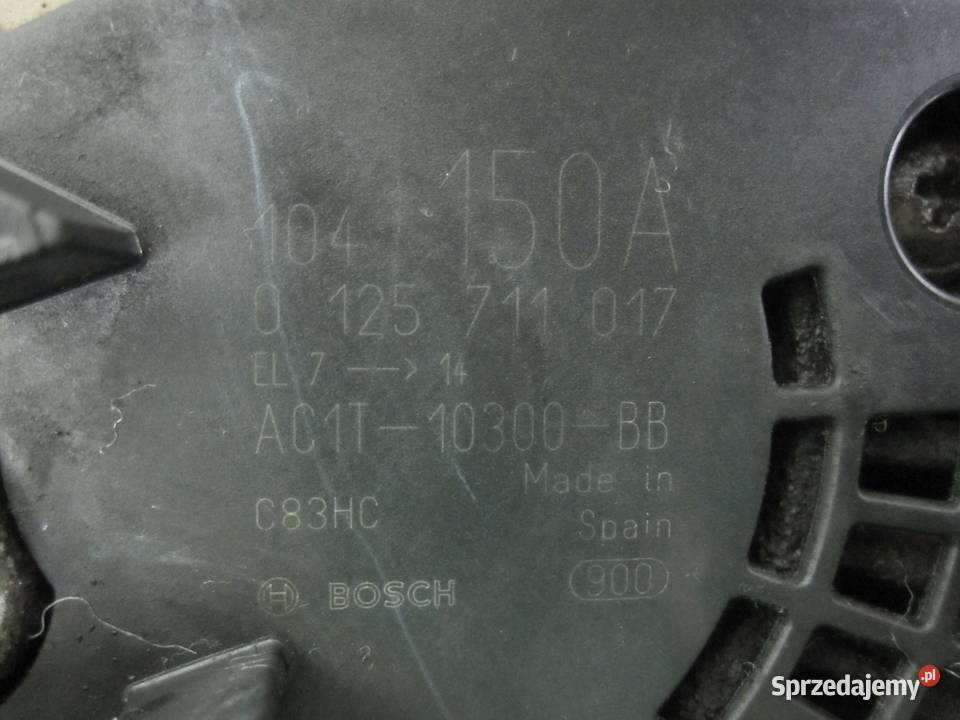 104 150A
0 125 711 017
EL 7 —> 14
AC1T-10300-BB
Made in
C83HC
Spain
BOSCH
900
Sprzedajemy.pl